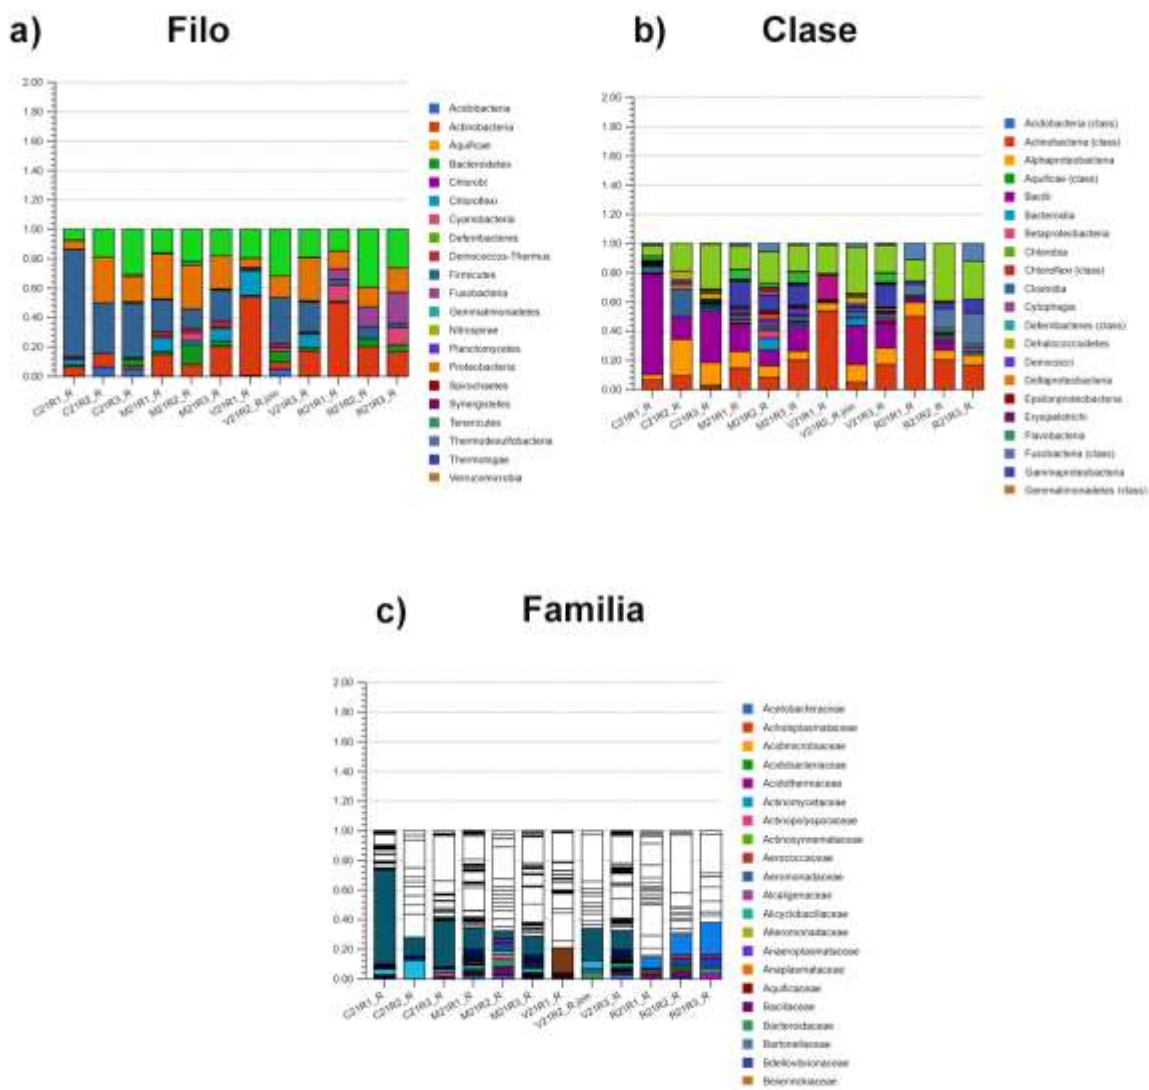 a) Filo
2.00
1.80
1.60
1.40
1.20
1.00
0.80
0.60
0.40
0.20
0.00
C21R1_R
C21R2_R
C21R3_R
M21R1_R
M21R2_R
M21R3_R
V21R1_R
V21R2_R_join
V21R3_R
R21R1_R
R21R2_R
R21R3_R
Acidobacteria
Actinobacteria
Aquificae
Bacteroidetes
Chlorobi
Chloroflexi
Cyanobacteria
Deferribacteres
Deinococcus-Thermus
Firmicutes
Fusobacteria
Gemmatimonadetes
Nitrospirae
Planctomycetes
Proteobacteria
Spirochaetes
Synergistetes
Tenericutes
Thermodesulfobacteria
Thermotogae
Verrucomicrobia
b) Clase
2.00
1.80
1.60
1.40
1.20
1.00
0.80
0.60
0.40
0.20
0.00
C21R1_R
C21R2_R
C21R3_R
M21R1_R
M21R2_R
M21R3_R
V21R1_R
V21R2_R_join
V21R3_R
R21R1_R
R21R2_R
R21R3_R
Acidobacteria (class)
Actinobacteria (class)
Alphaproteobacteria
Aquificae (class)
Bacilli
Bacteroidia
Betaproteobacteria
Chlorobia
Chloroflexi (class)
Clostridia
Cytophagia
Deferribacteres (class)
Dehalococcoidetes
Deinococci
Deltaproteobacteria
Epsilonproteobacteria
Erysipelotrichi
Flavobacteria
Fusobacteria (class)
Gammaproteobacteria
Gemmatimonadetes (class)
c) Familia
2.00
1.80
1.60
1.40
1.20
1.00
0.80
0.60
0.40
0.20
0.00
C21R1_R
C21R2_R
C21R3_R
M21R1_R
M21R2_R
M21R3_R
V21R1_R
V21R2_R_join
V21R3_R
R21R1_R
R21R2_R
R21R3_R
Acetobacteraceae
Acholeplasmataceae
Acidimicrobiaceae
Acidobacteriaceae
Acidothermaceae
Actinomycetaceae
Actinopolysporaceae
Actinosynnemataceae
Aerococcaceae
Aeromonadaceae
Alcaligenaceae
Alicyclobacillaceae
Alteromonadaceae
Anaeroplasmataceae
Anaplasmataceae
Aquificaceae
Bacillaceae
Bacteroidaceae
Bartonellaceae
Bdellovibrionaceae
Beijerinckiaceae